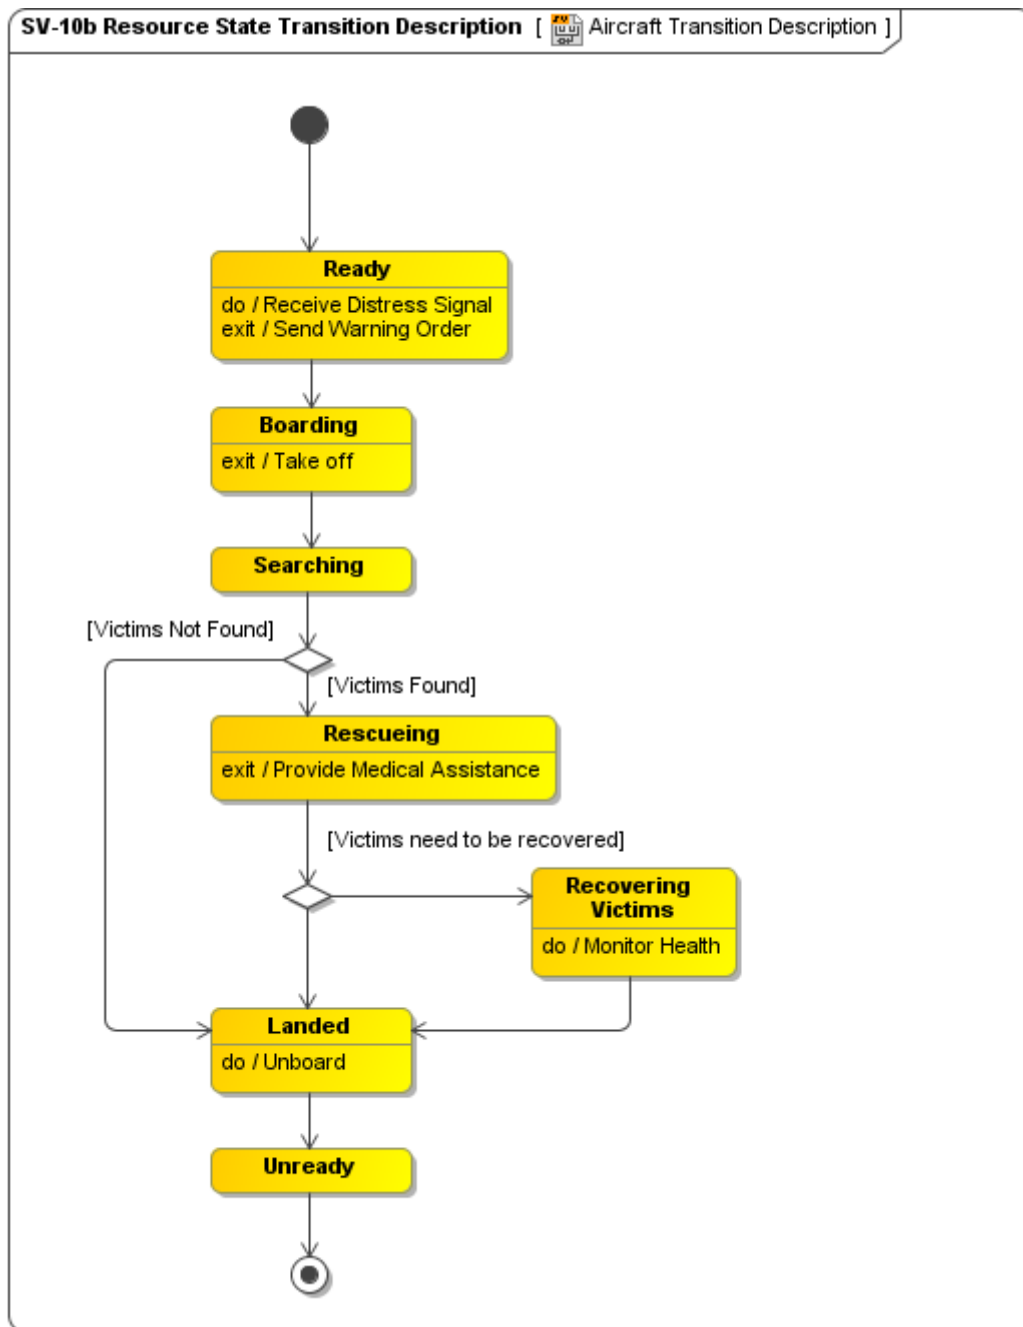 SV-10b Resource State Transition Description [ Aircraft Transition Description ]
Ready
do / Receive Distress Signal
exit / Send Warning Order
Boarding
exit / Take off
Searching
[Victims Not Found]
[Victims Found]
Rescueing
exit / Provide Medical Assistance
[Victims need to be recovered]
Recovering
Victims
do / Monitor Health
Landed
do / Unboard
Unready